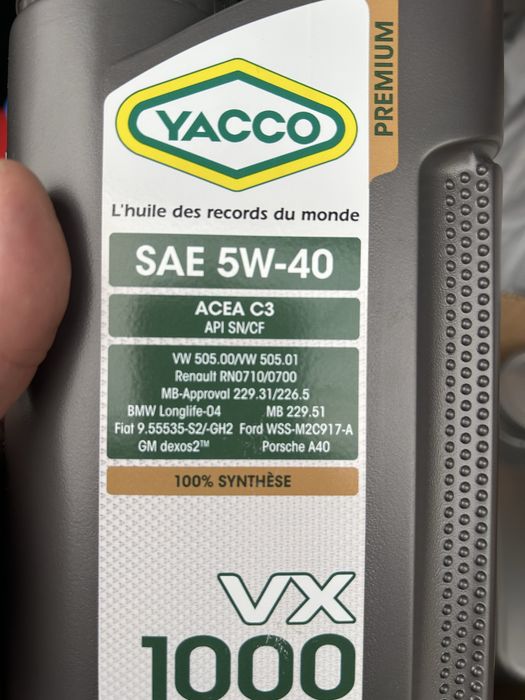 PREMIUM
YACCO
L'huile des records du monde
SAE 5W-40
ACEA C3
API SN/CF
VW 505.00/VW 505.01
Renault RN0710/0700
MB-Approval 229.31/226.5
BMW Longlife-04 MB 229.51
Fiat 9.55535-S2/-GH2 Ford WSS-M2C917-A
GM dexos2™ Porsche A40
100% SYNTHÈSE
VX
1000